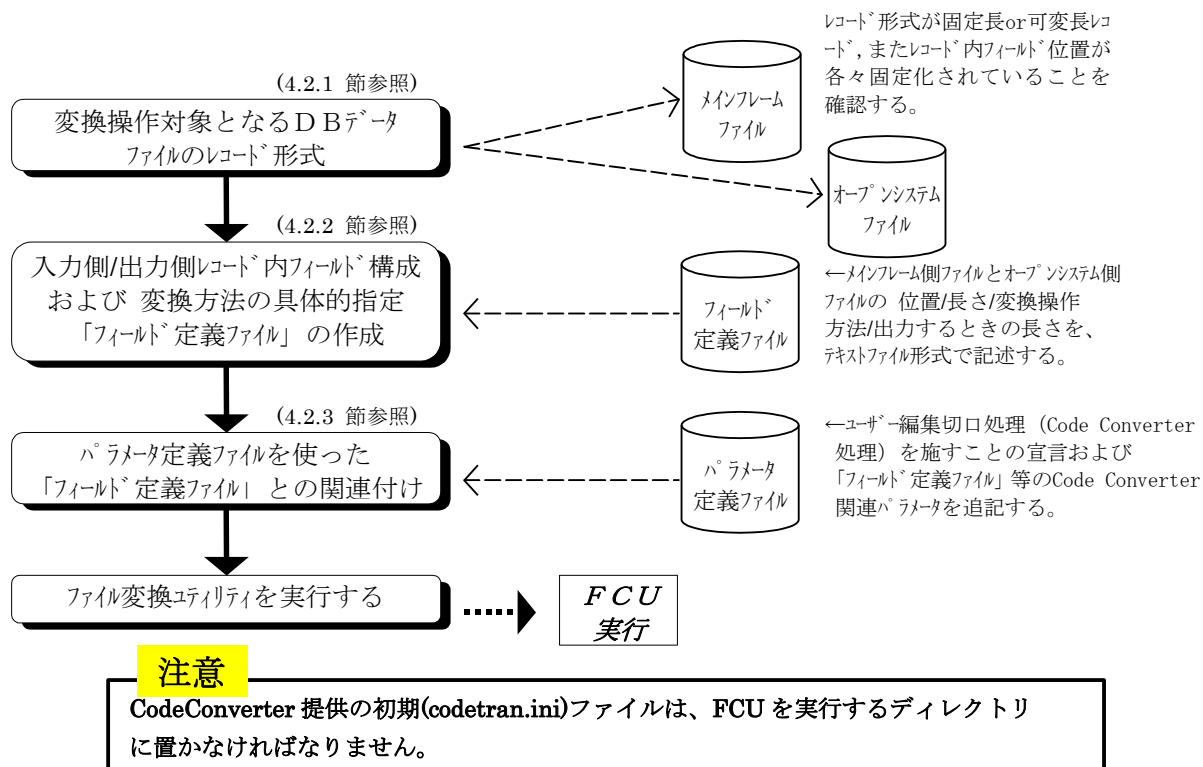 (4.2.1 節参照)
変換操作対象となるＤＢﾃﾞｰﾀ
ﾌｧｲﾙのﾚｺｰﾄﾞ形式
ﾒｲﾝﾌﾚｰﾑ
ﾌｧｲﾙ
ﾚｺｰﾄﾞ形式が固定長or可変長ﾚｺ
ｰﾄﾞ,またﾚｺｰﾄﾞ内ﾌｨｰﾙﾄﾞ位置が
各々固定化されていることを
確認する。
ｵｰﾌﾟﾝｼｽﾃﾑ
ﾌｧｲﾙ
(4.2.2 節参照)
入力側/出力側ﾚｺｰﾄﾞ内ﾌｨｰﾙﾄﾞ構成
および 変換方法の具体的指定
「ﾌｨｰﾙﾄﾞ定義ﾌｧｲﾙ」の作成
ﾌｨｰﾙﾄﾞ
定義ﾌｧｲﾙ
←ﾒｲﾝﾌﾚｰﾑ側ﾌｧｲﾙとｵｰﾌﾟﾝｼｽﾃﾑ側
ﾌｧｲﾙの 位置/長さ/変換操作
方法/出力するときの長さを、
ﾃｷｽﾄﾌｧｲﾙ形式で記述する。
(4.2.3 節参照)
ﾊﾟﾗﾒｰﾀ定義ﾌｧｲﾙを使った
「ﾌｨｰﾙﾄﾞ定義ﾌｧｲﾙ」との関連付け
ﾊﾟﾗﾒｰﾀ
定義ﾌｧｲﾙ
←ﾕｰｻﾞｰ編集切口処理（Code Converter
処理）を施すことの宣言および
「ﾌｨｰﾙﾄﾞ定義ﾌｧｲﾙ」等のCode Converter
関連ﾊﾟﾗﾒｰﾀを追記する。
ﾌｧｲﾙ変換ﾕﾃｨﾘﾃｨを実行する
ＦＣＵ
実行
注意
CodeConverter 提供の初期(codetran.ini)ファイルは、FCU を実行するディレクトリ
に置かなければなりません。